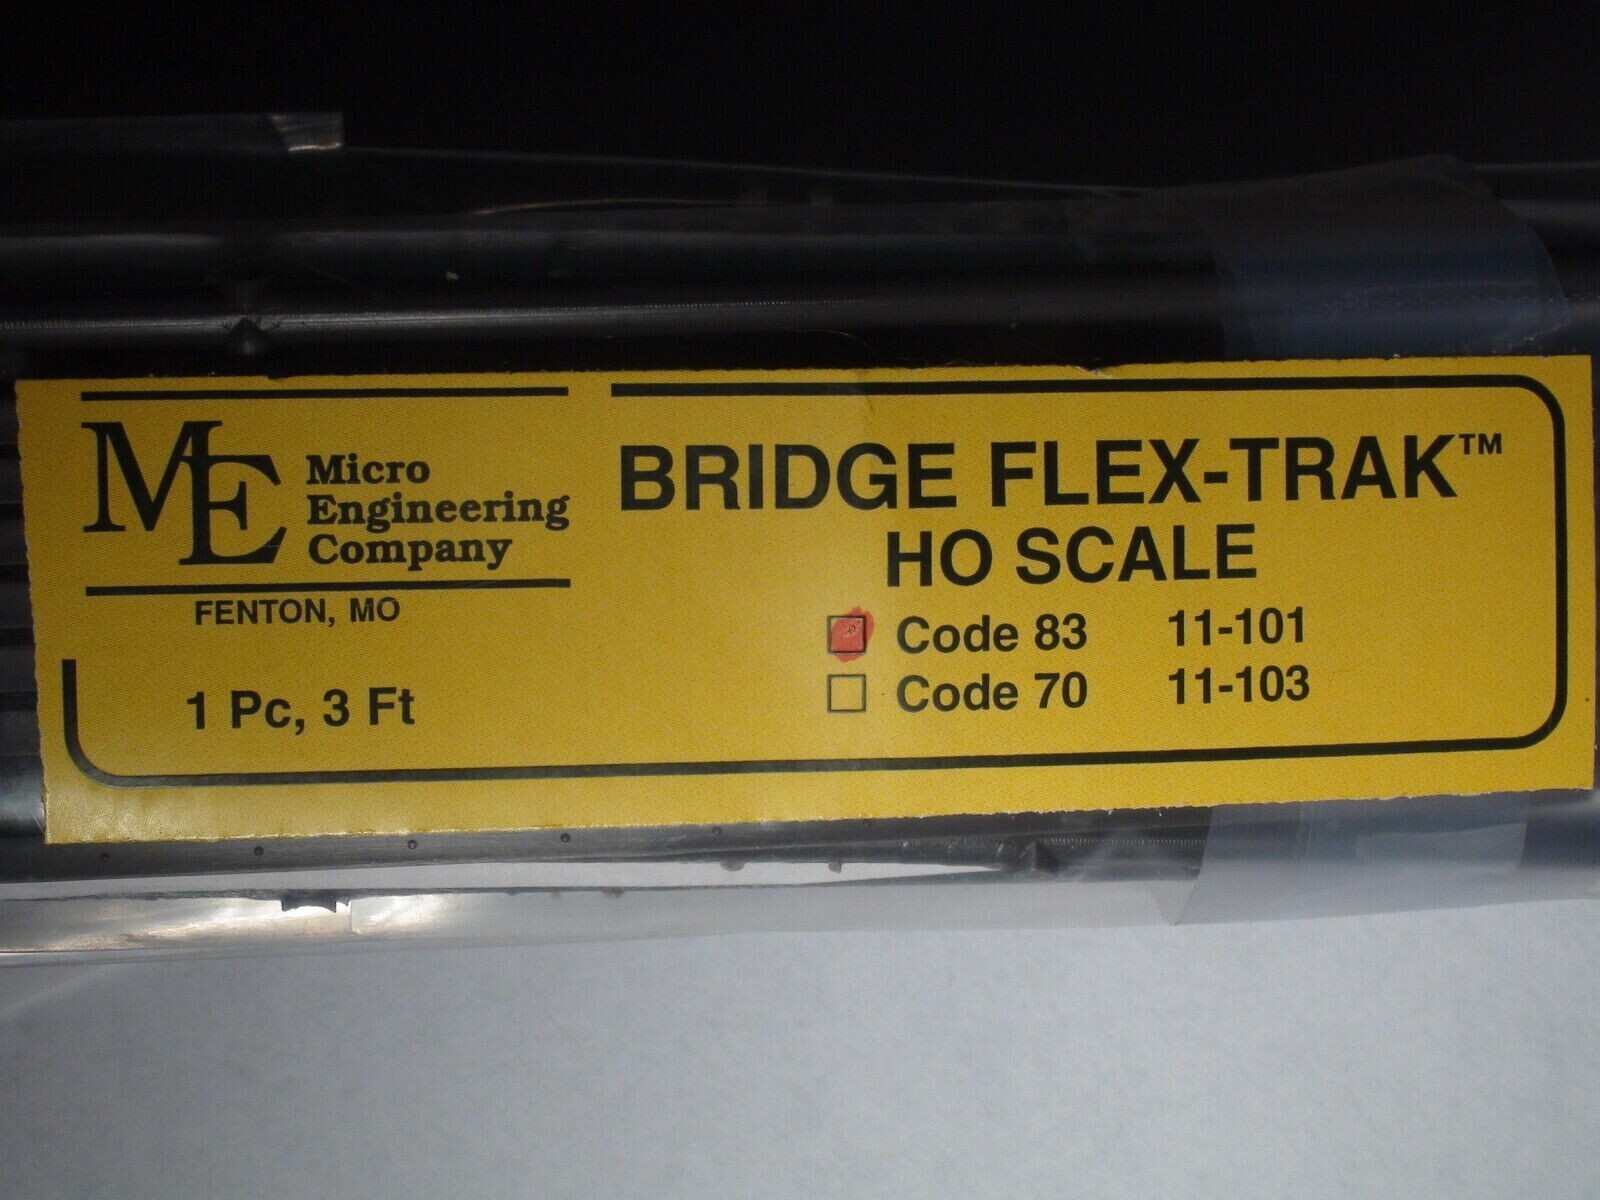 ME Micro
Engineering
Company
FENTON, MO
1 Pc, 3 Ft
BRIDGE FLEX-TRAK™
HO SCALE
Code 83 11-101
Code 70 11-103